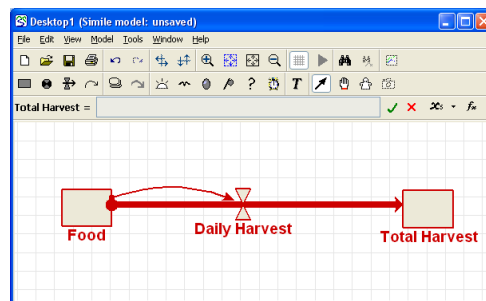 Desktop1 (Simile model: unsaved)
File Edit View Model Tools Window Help
Total Harvest =
Food
Daily Harvest
Total Harvest